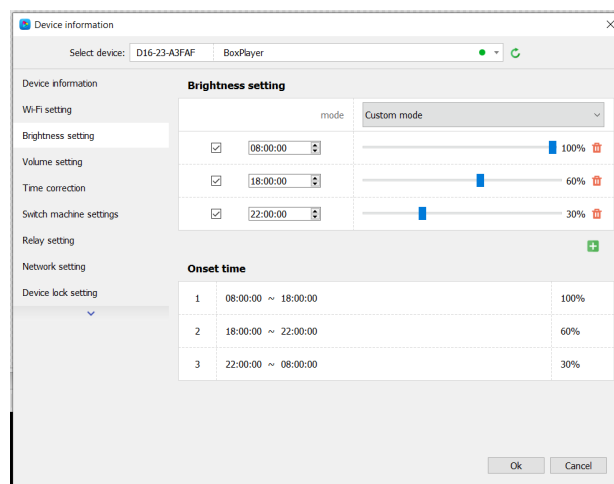 Device information
Select device: D16-23-A3FAF BoxPlayer
Device information
Wi-Fi setting
Brightness setting
Volume setting
Time correction
Switch machine settings
Relay setting
Network setting
Device lock setting
Brightness setting
mode Custom mode
08:00:00 100%
18:00:00 60%
22:00:00 30%
Onset time
1 08:00:00 ~ 18:00:00 100%
2 18:00:00 ~ 22:00:00 60%
3 22:00:00 ~ 08:00:00 30%
Ok Cancel